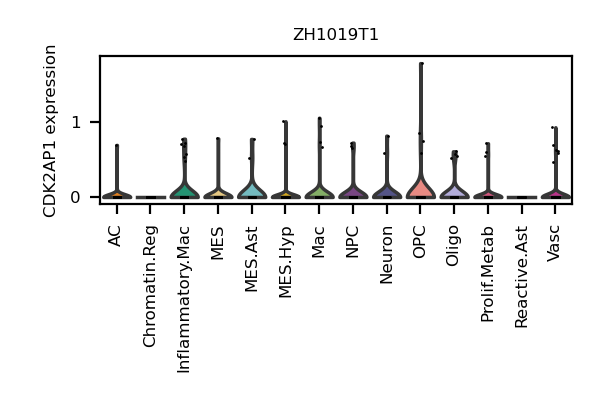 ZH1019T1
CDK2AP1 expression
1
0
AC
Chromatin.Reg
Inflammatory.Mac
MES
MES.Ast
MES.Hyp
Mac
NPC
Neuron
OPC
Oligo
Prolif.Metab
Reactive.Ast
Vasc